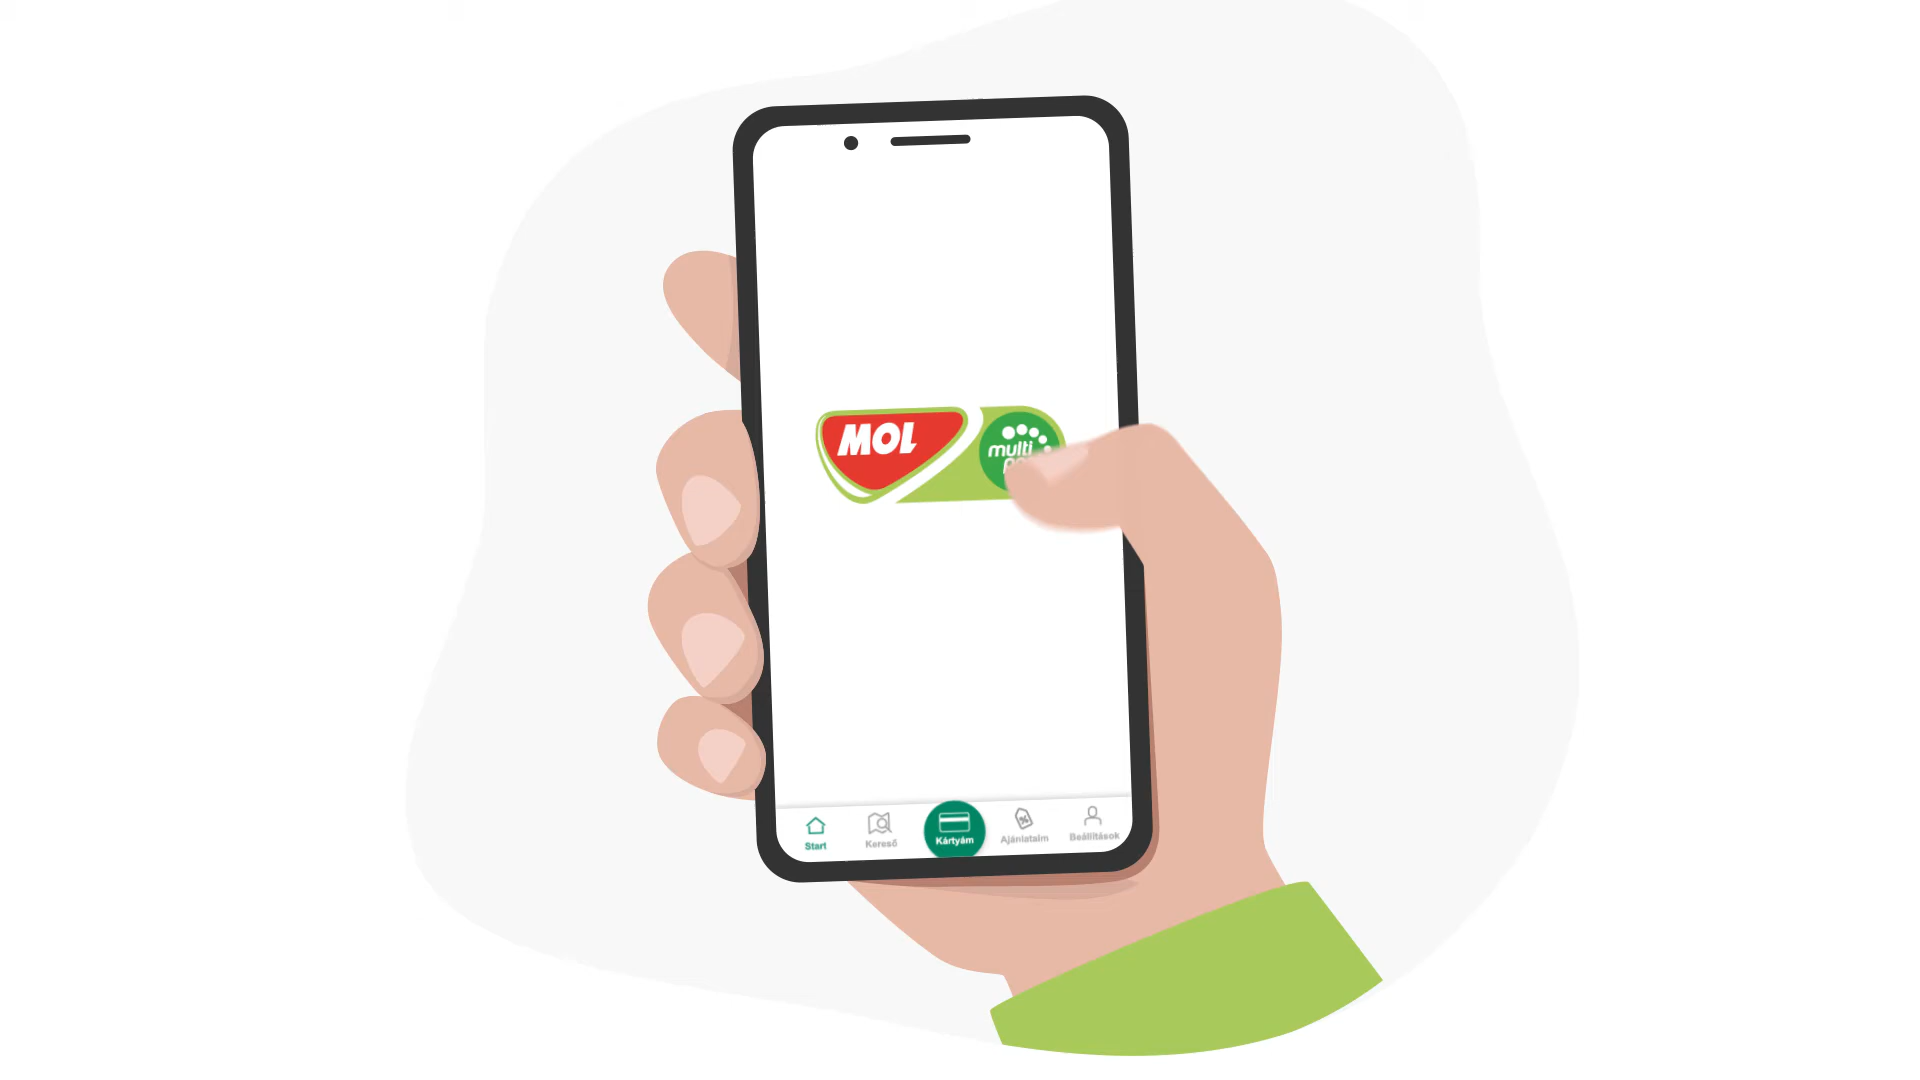 MOL
multi
Start
Kereső
Kártyám
Ajánlataim
Beállítások